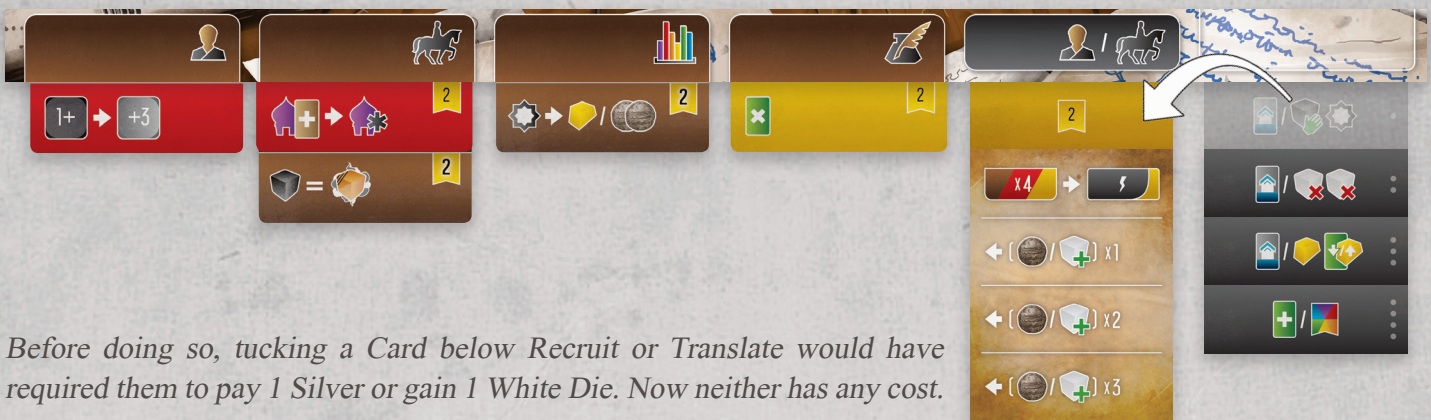 2
2
2
2
1+
+3
2
x4
x1
x2
x3
Before doing so, tucking a Card below Recruit or Translate would have
required them to pay 1 Silver or gain 1 White Die. Now neither has any cost.